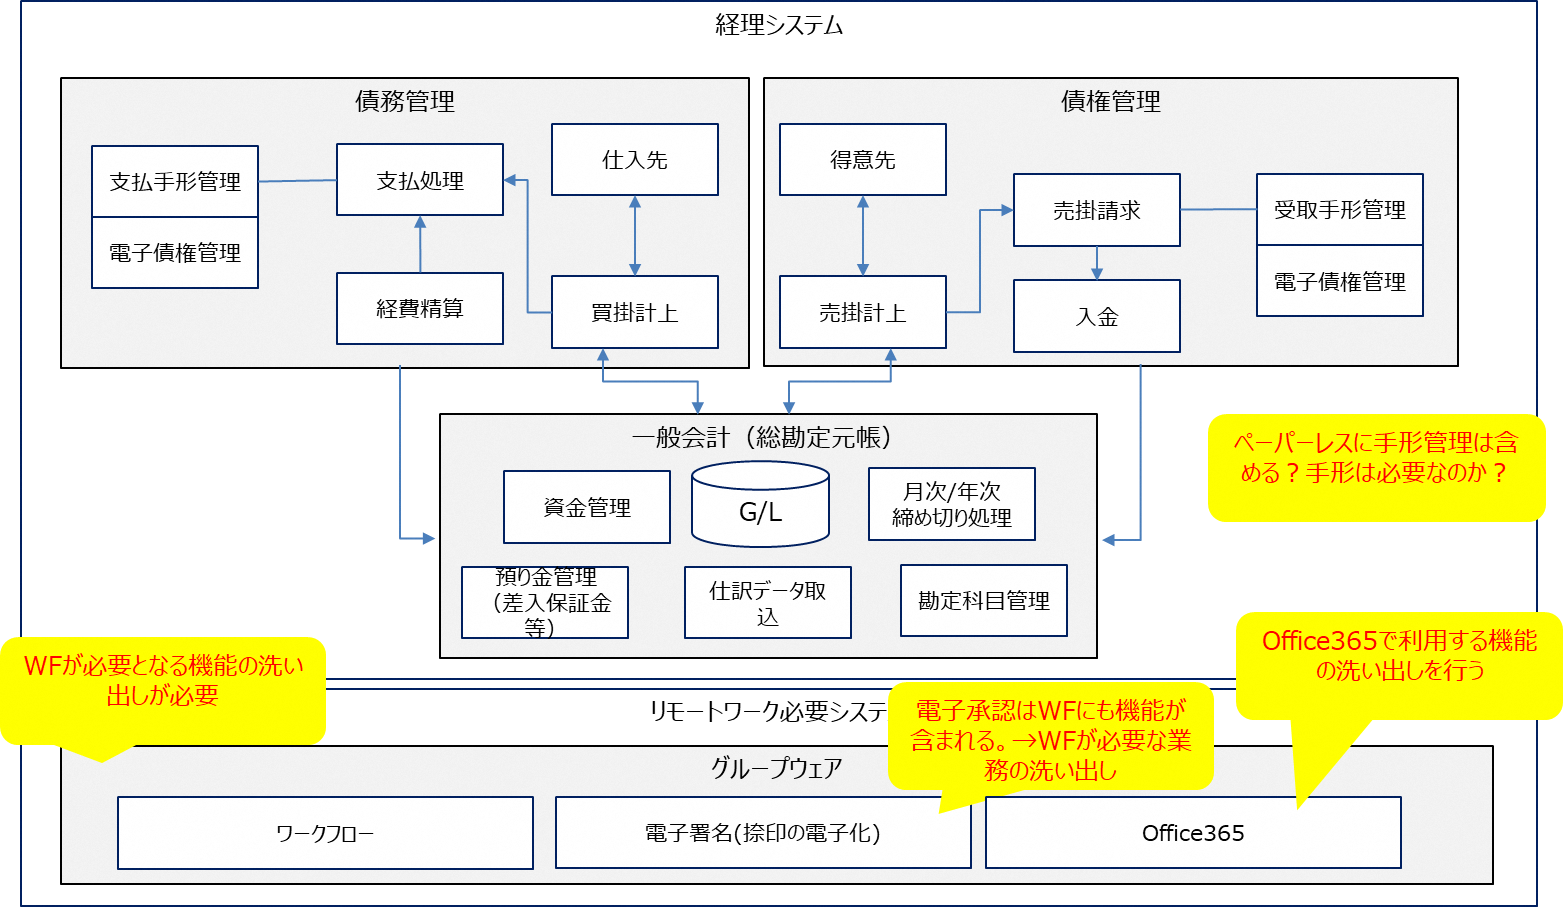 経理システム
債務管理
支払手形管理
電子債権管理
支払処理
経費精算
仕入先
買掛計上
債権管理
得意先
売掛計上
売掛請求
入金
受取手形管理
電子債権管理
一般会計（総勘定元帳）
資金管理
G/L
月次/年次
締め切り処理
預り金管理
（差入保証金
等）
仕訳データ取
込
勘定科目管理
ペーパーレスに手形管理は含
める？手形は必要なのか？
WFが必要となる機能の洗い
出しが必要
Office365で利用する機能
の洗い出しを行う
リモートワーク必要システ
電子承認はWFにも機能が
含まれる。→WFが必要な業
務の洗い出し
グループウェア
ワークフロー
電子署名(捺印の電子化)
Office365